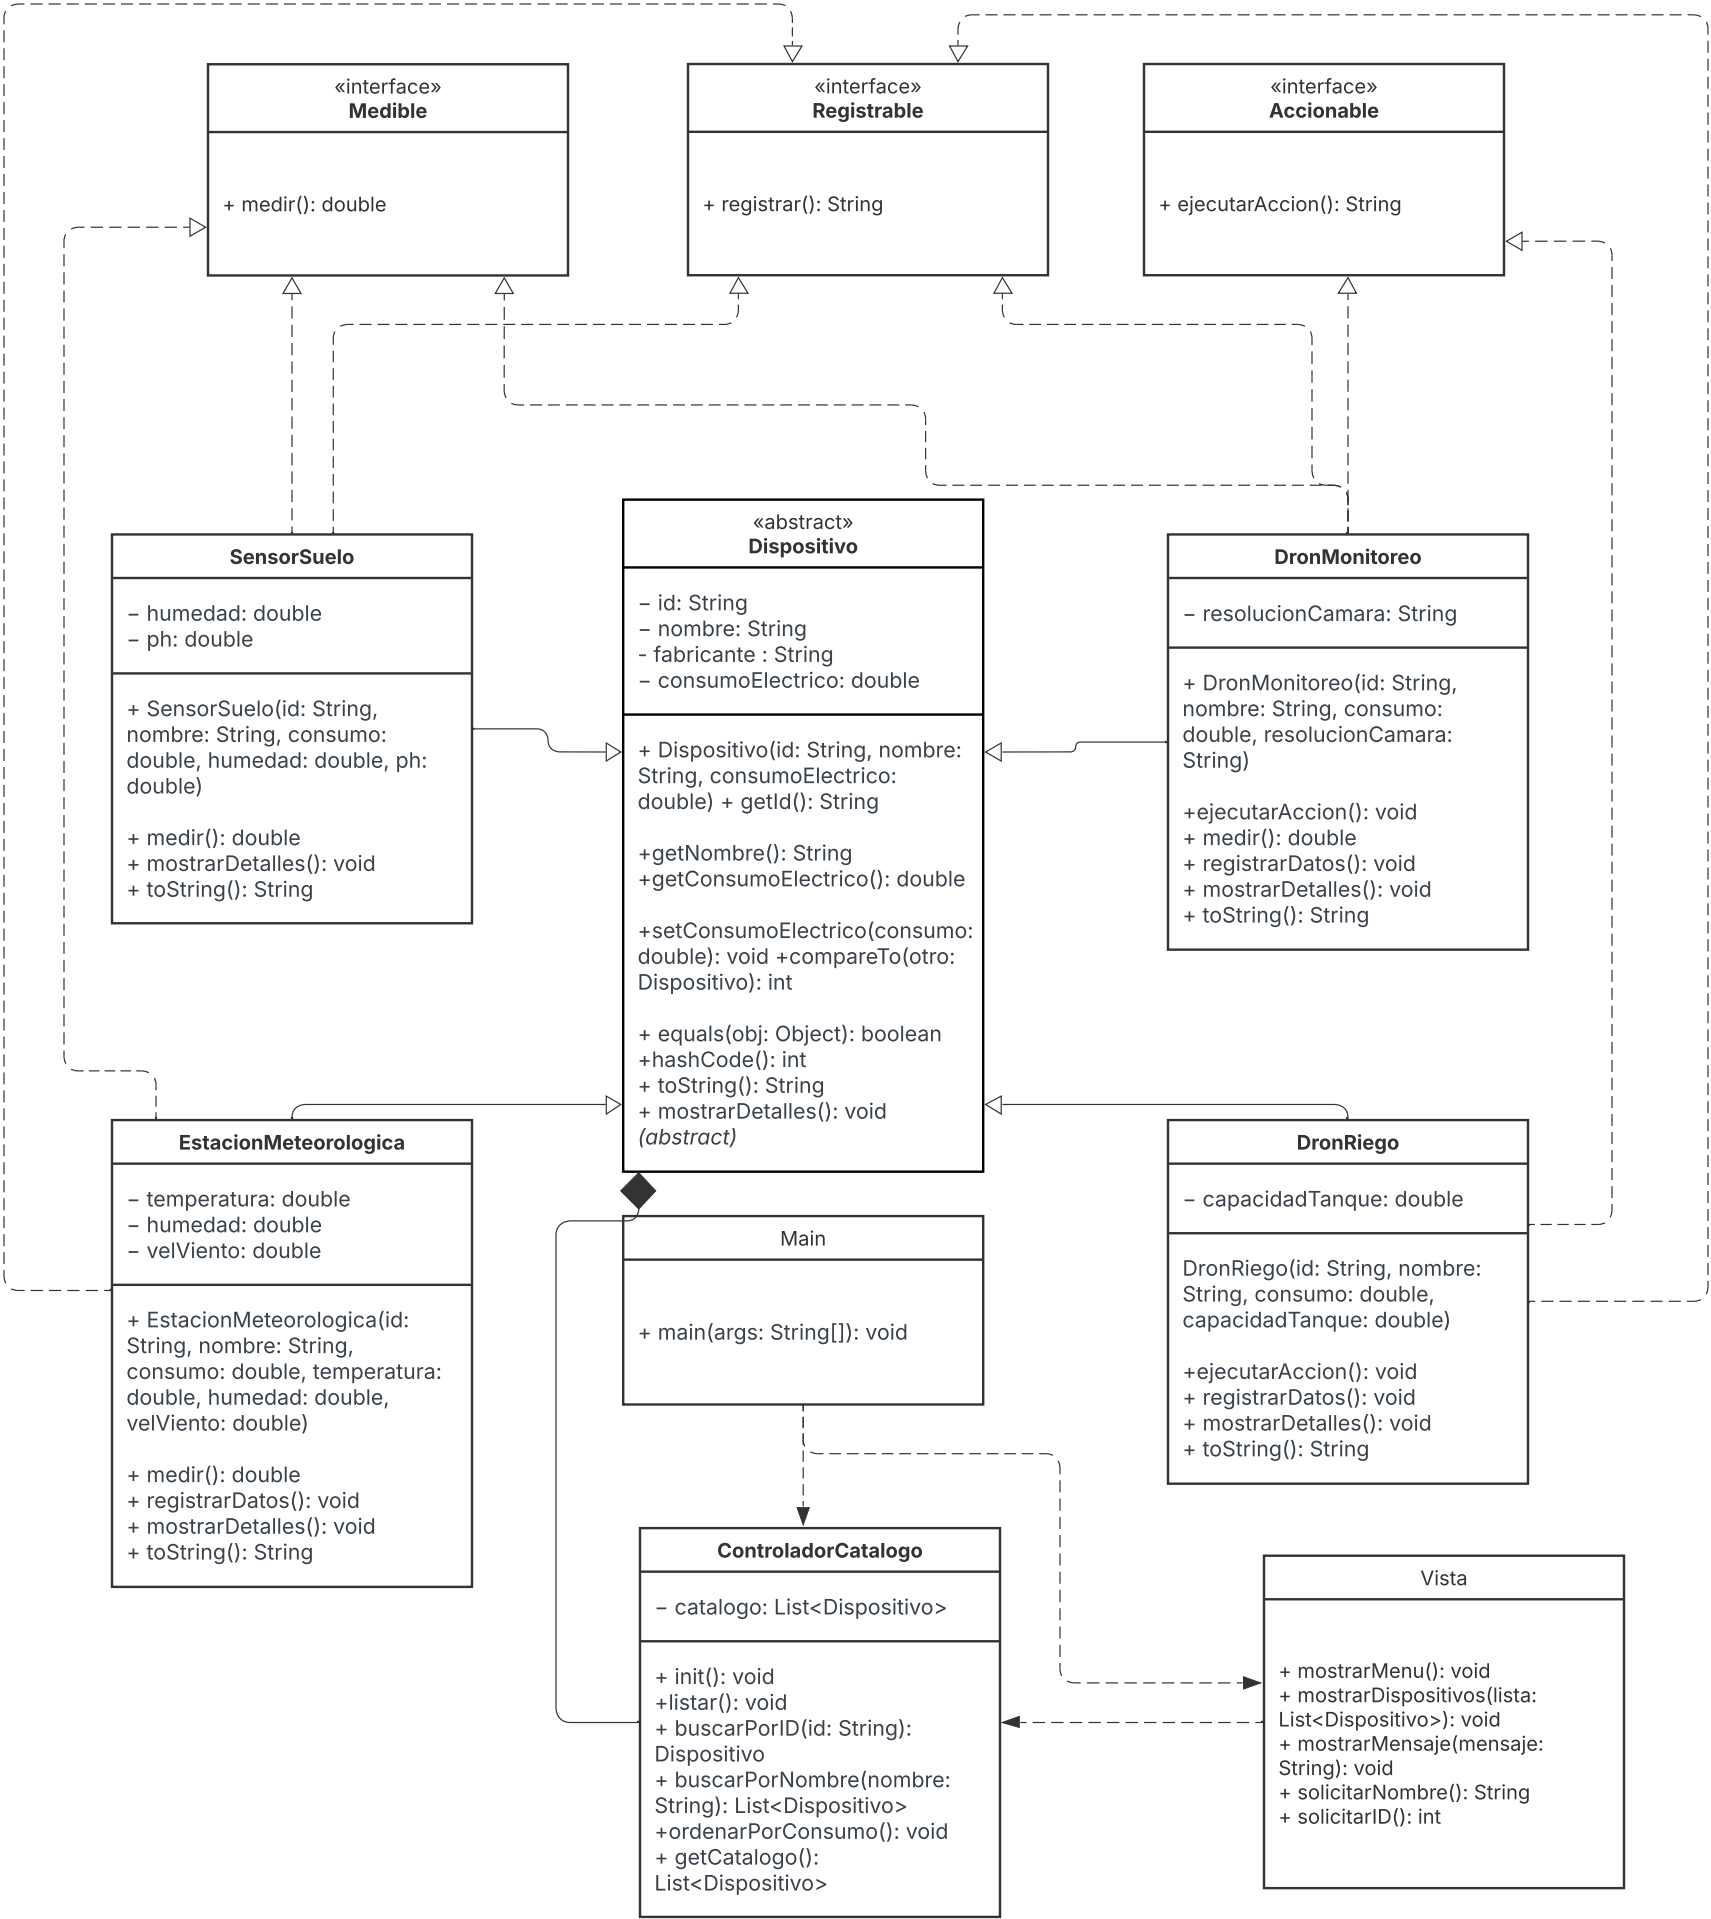 «interface»
Medible
+ medir(): double
«interface»
Registrable
+ registrar(): String
«interface»
Accionable
+ ejecutarAccion(): String
SensorSuelo
– humedad: double
– ph: double
+ SensorSuelo(id: String,
nombre: String, consumo:
double, humedad: double, ph:
double)
+ medir(): double
+ mostrarDetalles(): void
+ toString(): String
«abstract»
Dispositivo
– id: String
– nombre: String
- fabricante : String
– consumoElectrico: double
+ Dispositivo(id: String, nombre:
String, consumoElectrico:
double) + getId(): String
+getNombre(): String
+getConsumoElectrico(): double
+setConsumoElectrico(consumo:
double): void +compareTo(otro:
Dispositivo): int
+ equals(obj: Object): boolean
+hashCode(): int
+ toString(): String
+ mostrarDetalles(): void
(abstract)
DronMonitoreo
– resolucionCamara: String
+ DronMonitoreo(id: String,
nombre: String, consumo:
double, resolucionCamara:
String)
+ejecutarAccion(): void
+ medir(): double
+ registrarDatos(): void
+ mostrarDetalles(): void
+ toString(): String
EstacionMeteorologica
– temperatura: double
– humedad: double
– velViento: double
+ EstacionMeteorologica(id:
String, nombre: String,
consumo: double, temperatura:
double, humedad: double,
velViento: double)
+ medir(): double
+ registrarDatos(): void
+ mostrarDetalles(): void
+ toString(): String
Main
+ main(args: String[]): void
DronRiego
– capacidadTanque: double
DronRiego(id: String, nombre:
String, consumo: double,
capacidadTanque: double)
+ejecutarAccion(): void
+ registrarDatos(): void
+ mostrarDetalles(): void
+ toString(): String
ControladorCatalogo
– catalogo: List<Dispositivo>
+ init(): void
+listar(): void
+ buscarPorID(id: String):
Dispositivo
+ buscarPorNombre(nombre:
String): List<Dispositivo>
+ordenarPorConsumo(): void
+ getCatalogo():
List<Dispositivo>
Vista
+ mostrarMenu(): void
+ mostrarDispositivos(lista:
List<Dispositivo>): void
+ mostrarMensaje(mensaje:
String): void
+ solicitarNombre(): String
+ solicitarID(): int